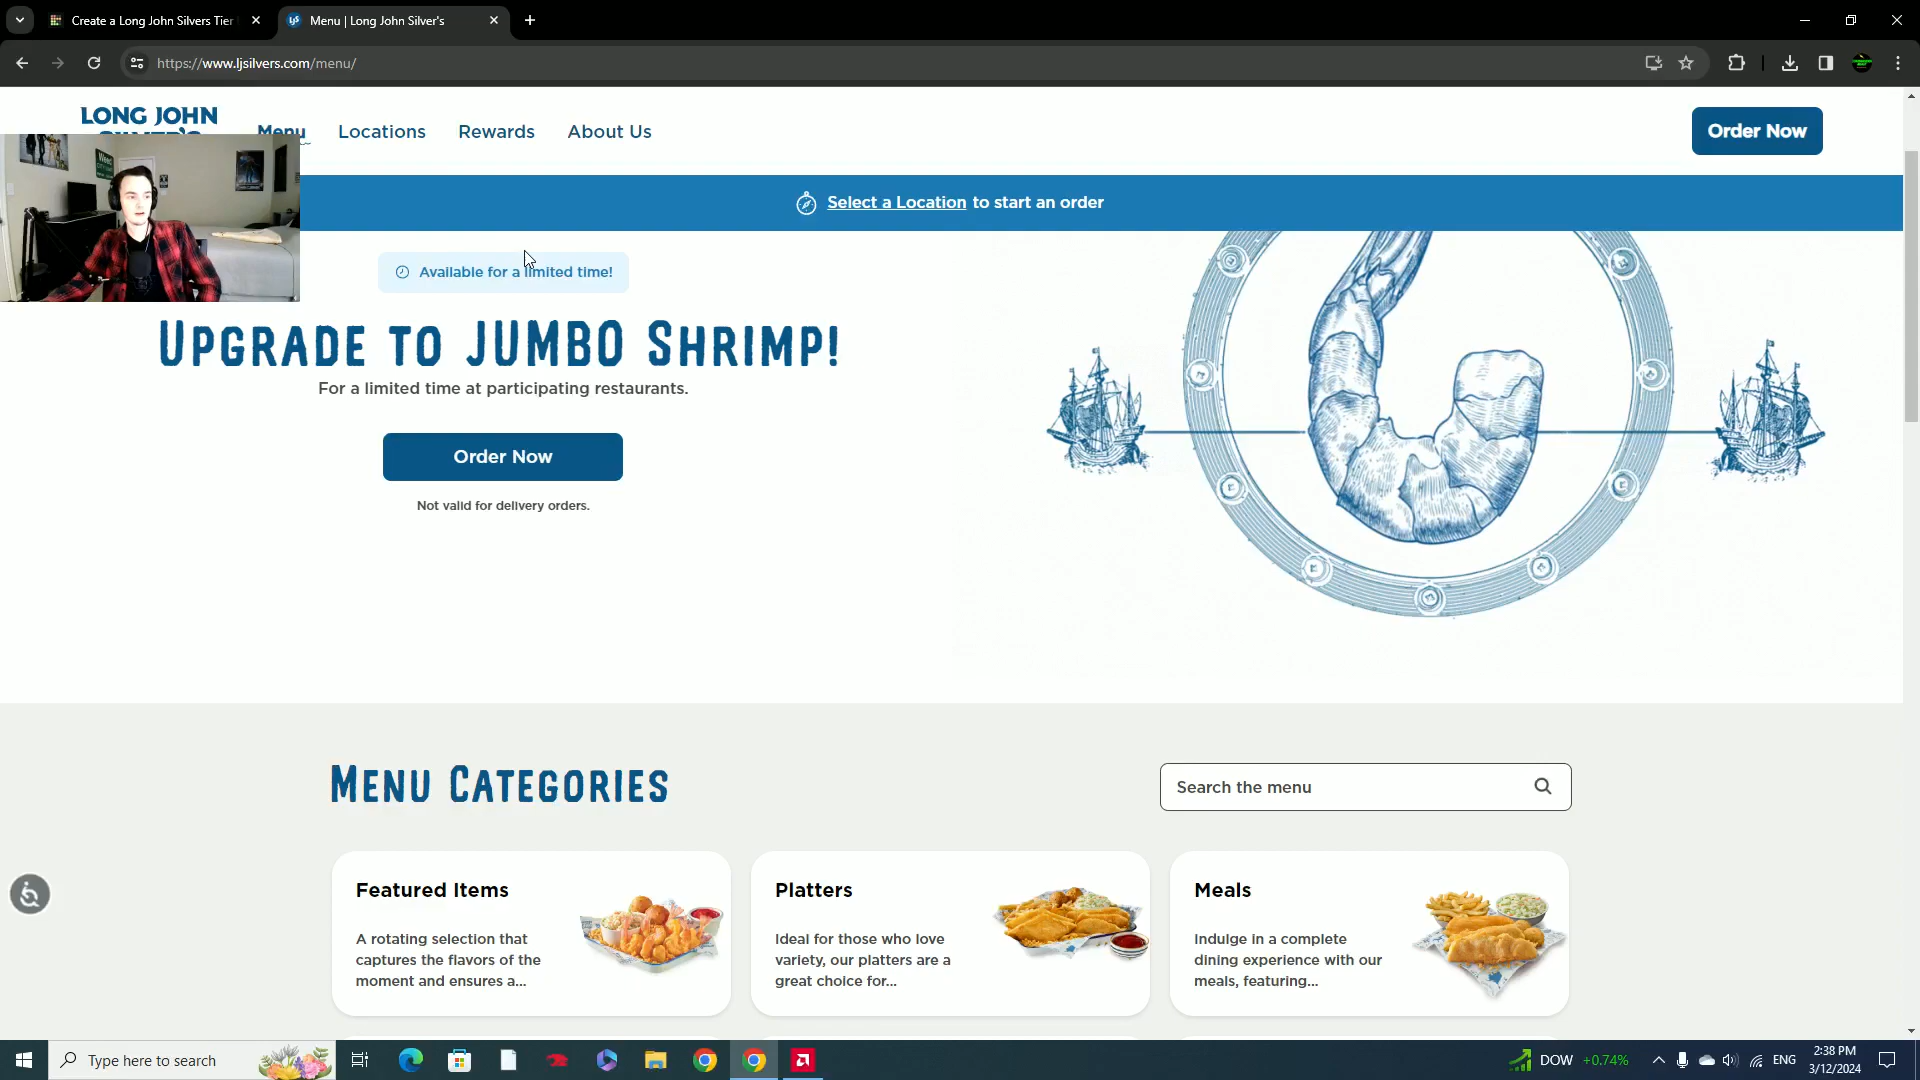 Create a Long John Silvers Tier
Menu | Long John Silver's
https://www.ljsilvers.com/menu/
LONG JOHN
SILVER'S
Menu
Locations
Rewards
About Us
Order Now
Select a Location to start an order
Available for a limited time!
UPGRADE TO JUMBO SHRIMP!
For a limited time at participating restaurants.
Order Now
Not valid for delivery orders.
MENU CATEGORIES
Search the menu
Featured Items
A rotating selection that
captures the flavors of the
moment and ensures a...
Platters
Ideal for those who love
variety, our platters are a
great choice for...
Meals
Indulge in a complete
dining experience with our
meals, featuring...
Type here to search
DOW +0.74%
ENG
2:38 PM
3/12/2024